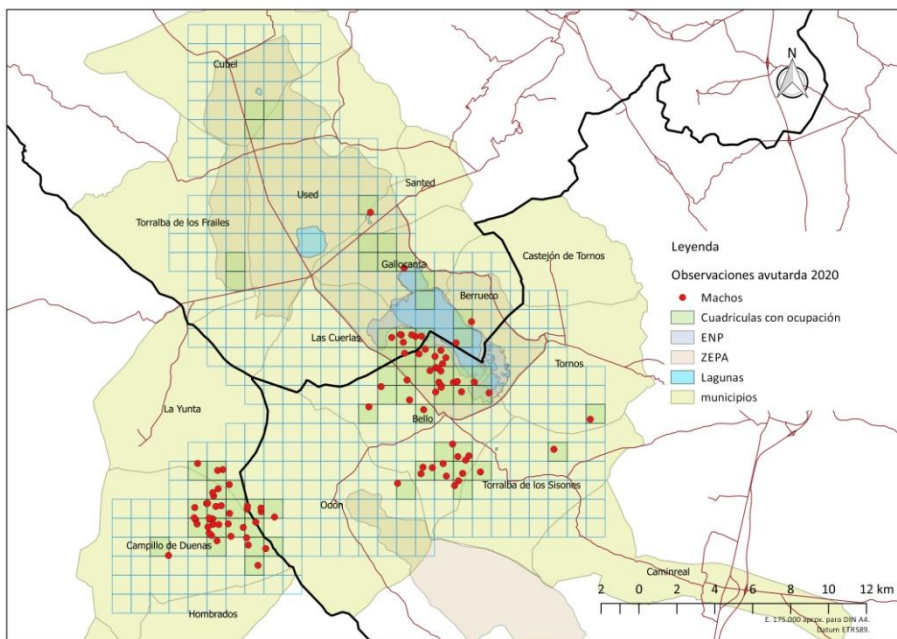 Cubel
N
Santed
Used
Torralba de los Frailes
Castejón de Tornos
Gallocanta
Berrueco
Las Cuerlas
Tornos
La Yunta
Bello
Torralba de los Sisones
Odón
Campillo de Duenas
Caminreal
Hombrados
Leyenda
Observaciones avutarda 2020
Machos
Cuadriculas con ocupación
ENP
ZEPA
Lagunas
municipios
2 0 2 4 6 8 10 12 km
E. 175.000 aprox. para DIN A4.
Datum ETRS89.